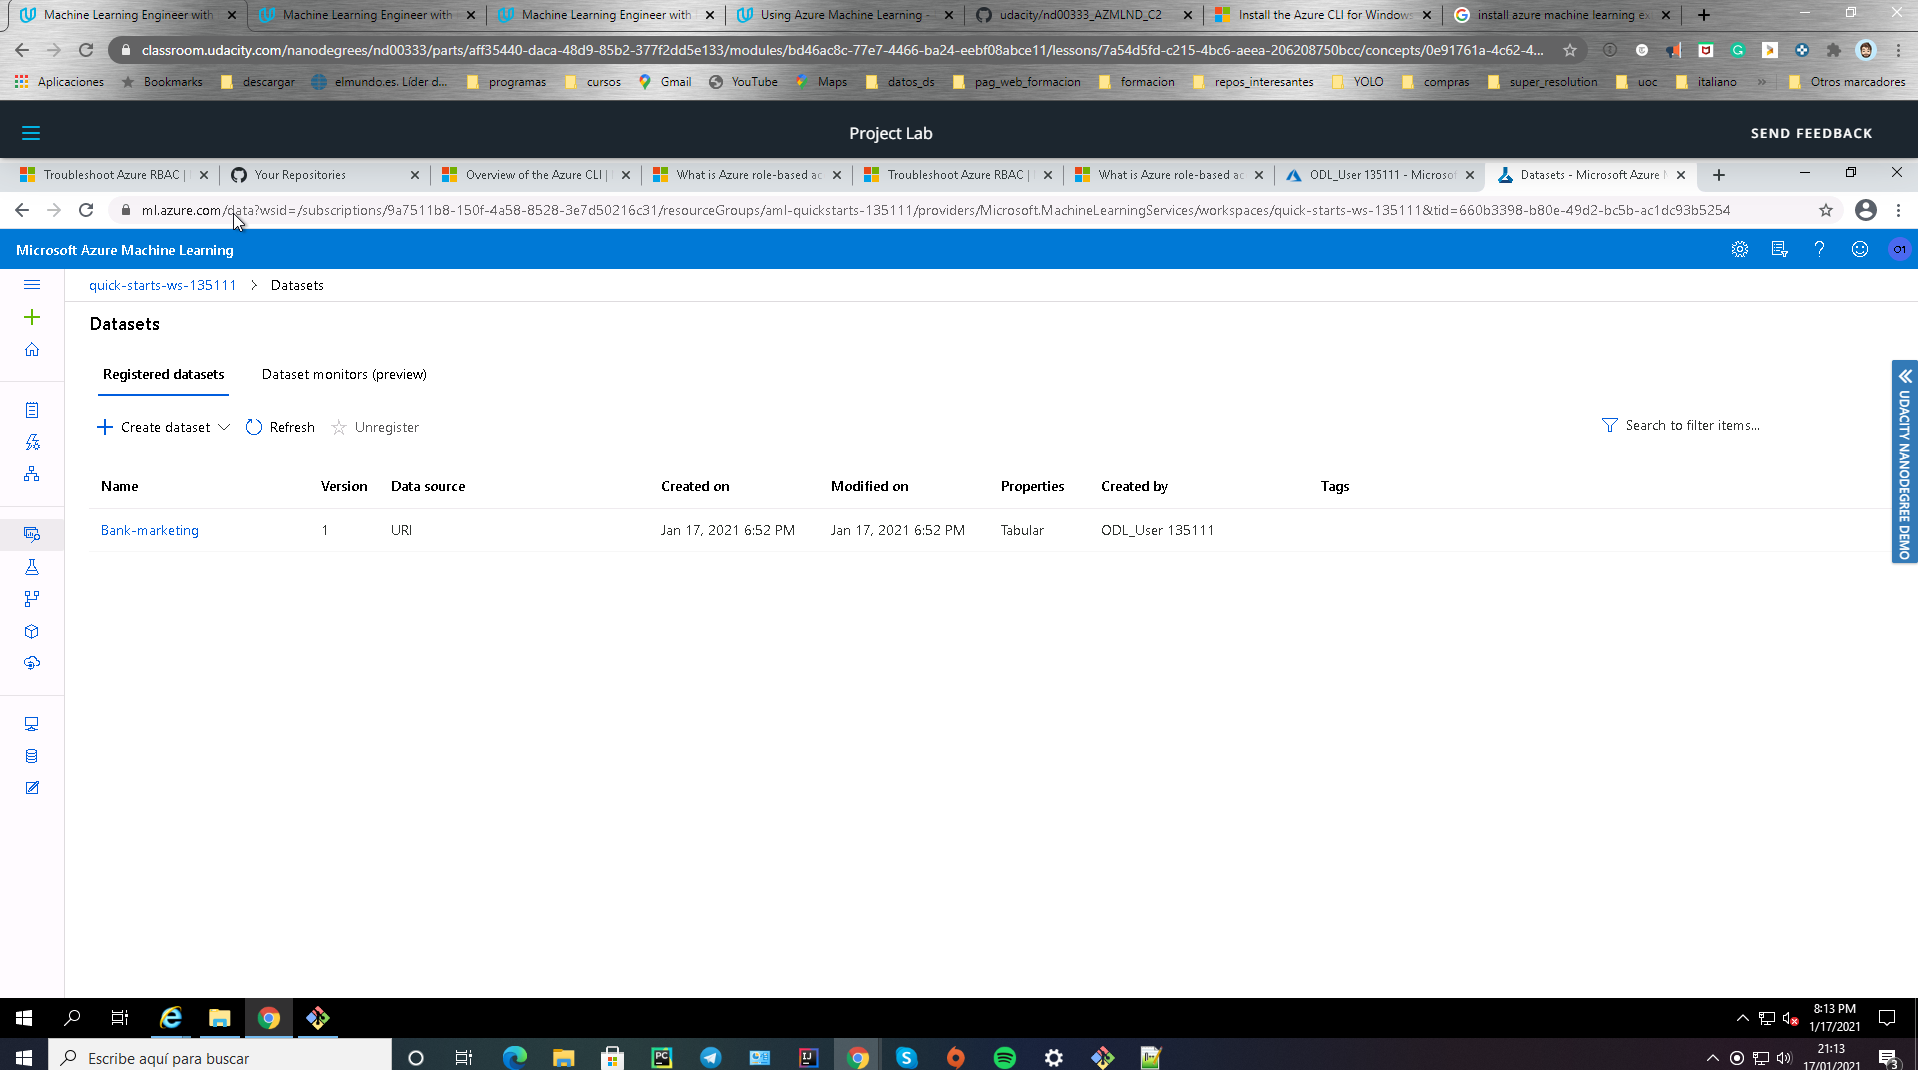 Machine Learning Engineer with
Machine Learning Engineer with
Machine Learning Engineer with
Using Azure Machine Learning -
udacity/nd00333_AZMLND_C2
Install the Azure CLI for Windows
install azure machine learning ex
classroom.udacity.com/nanodegrees/nd00333/parts/aff35440-daca-48d9-85b2-377f2dd5e133/modules/bd46ac8c-77e7-4466-ba24-eebf08abce11/lessons/7a54d5fd-c215-4bc6-aeea-206208750bcc/concepts/0e91761a-4c62-4...
Aplicaciones
Bookmarks
descargar
elmundo.es. Líder d...
programas
cursos
Gmail
YouTube
Maps
datos_ds
pag_web_formacion
formacion
repos_interesantes
YOLO
compras
super_resolution
uoc
italiano
»
Otros marcadores
Project Lab
SEND FEEDBACK
Troubleshoot Azure RBAC |
Your Repositories
Overview of the Azure CLI |
What is Azure role-based ac
Troubleshoot Azure RBAC |
What is Azure role-based ac
ODL_User 135111 - Microsof
Datasets - Microsoft Azure M
ml.azure.com/data?wsid=/subscriptions/9a7511b8-150f-4a58-8528-3e7d50216c31/resourceGroups/aml-quickstarts-135111/providers/Microsoft.MachineLearningServices/workspaces/quick-starts-ws-135111&tid=660b3398-b80e-49d2-bc5b-ac1dc93b5254
Microsoft Azure Machine Learning
O1
quick-starts-ws-135111 > Datasets
Datasets
Registered datasets
Dataset monitors (preview)
Create dataset
Refresh
Unregister
Search to filter items...
Name Version Data source Created on Modified on Properties Created by Tags
Bank-marketing 1 URI Jan 17, 2021 6:52 PM Jan 17, 2021 6:52 PM Tabular ODL_User 135111
UDACITY NANODEGREE DEMO
8:13 PM
1/17/2021
Escribe aquí para buscar
21:13
17/01/2021
3